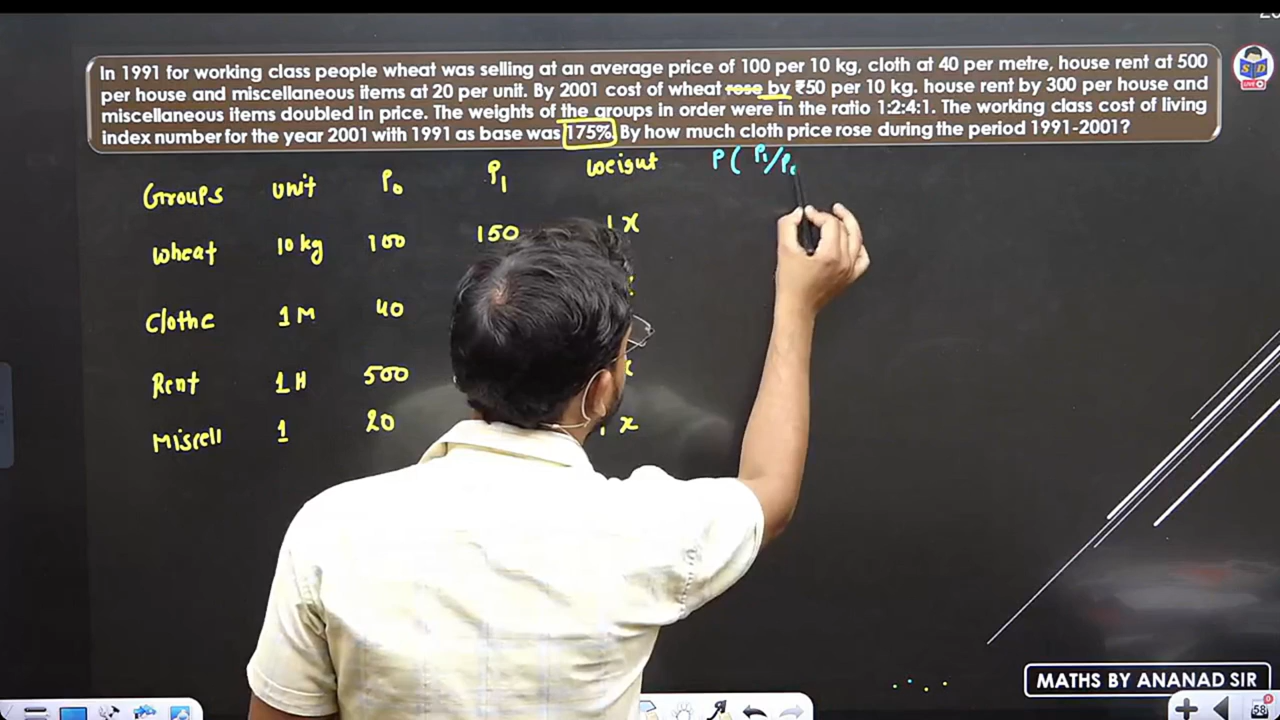 In 1991 for working class people wheat was selling at an average price of 100 per 10 kg, cloth at 40 per metre, house rent at 500
per house and miscellaneous items at 20 per unit. By 2001 cost of wheat rose by ₹50 per 10 kg. house rent by 300 per house and
miscellaneous items doubled in price. The weights of the groups in order were in the ratio 1:2:4:1. The working class cost of living
index number for the year 2001 with 1991 as base was 175%. By how much cloth price rose during the period 1991-2001?
SD
LIVE
Groups unit P₀ P₁ Weight P( P₁/P₀
Wheat 10 kg 100 150 1 x
Clothe 1 M 40
Rent 1 H 500 x
Miscell 1 20 1 x
MATHS BY ANANAD SIR
58